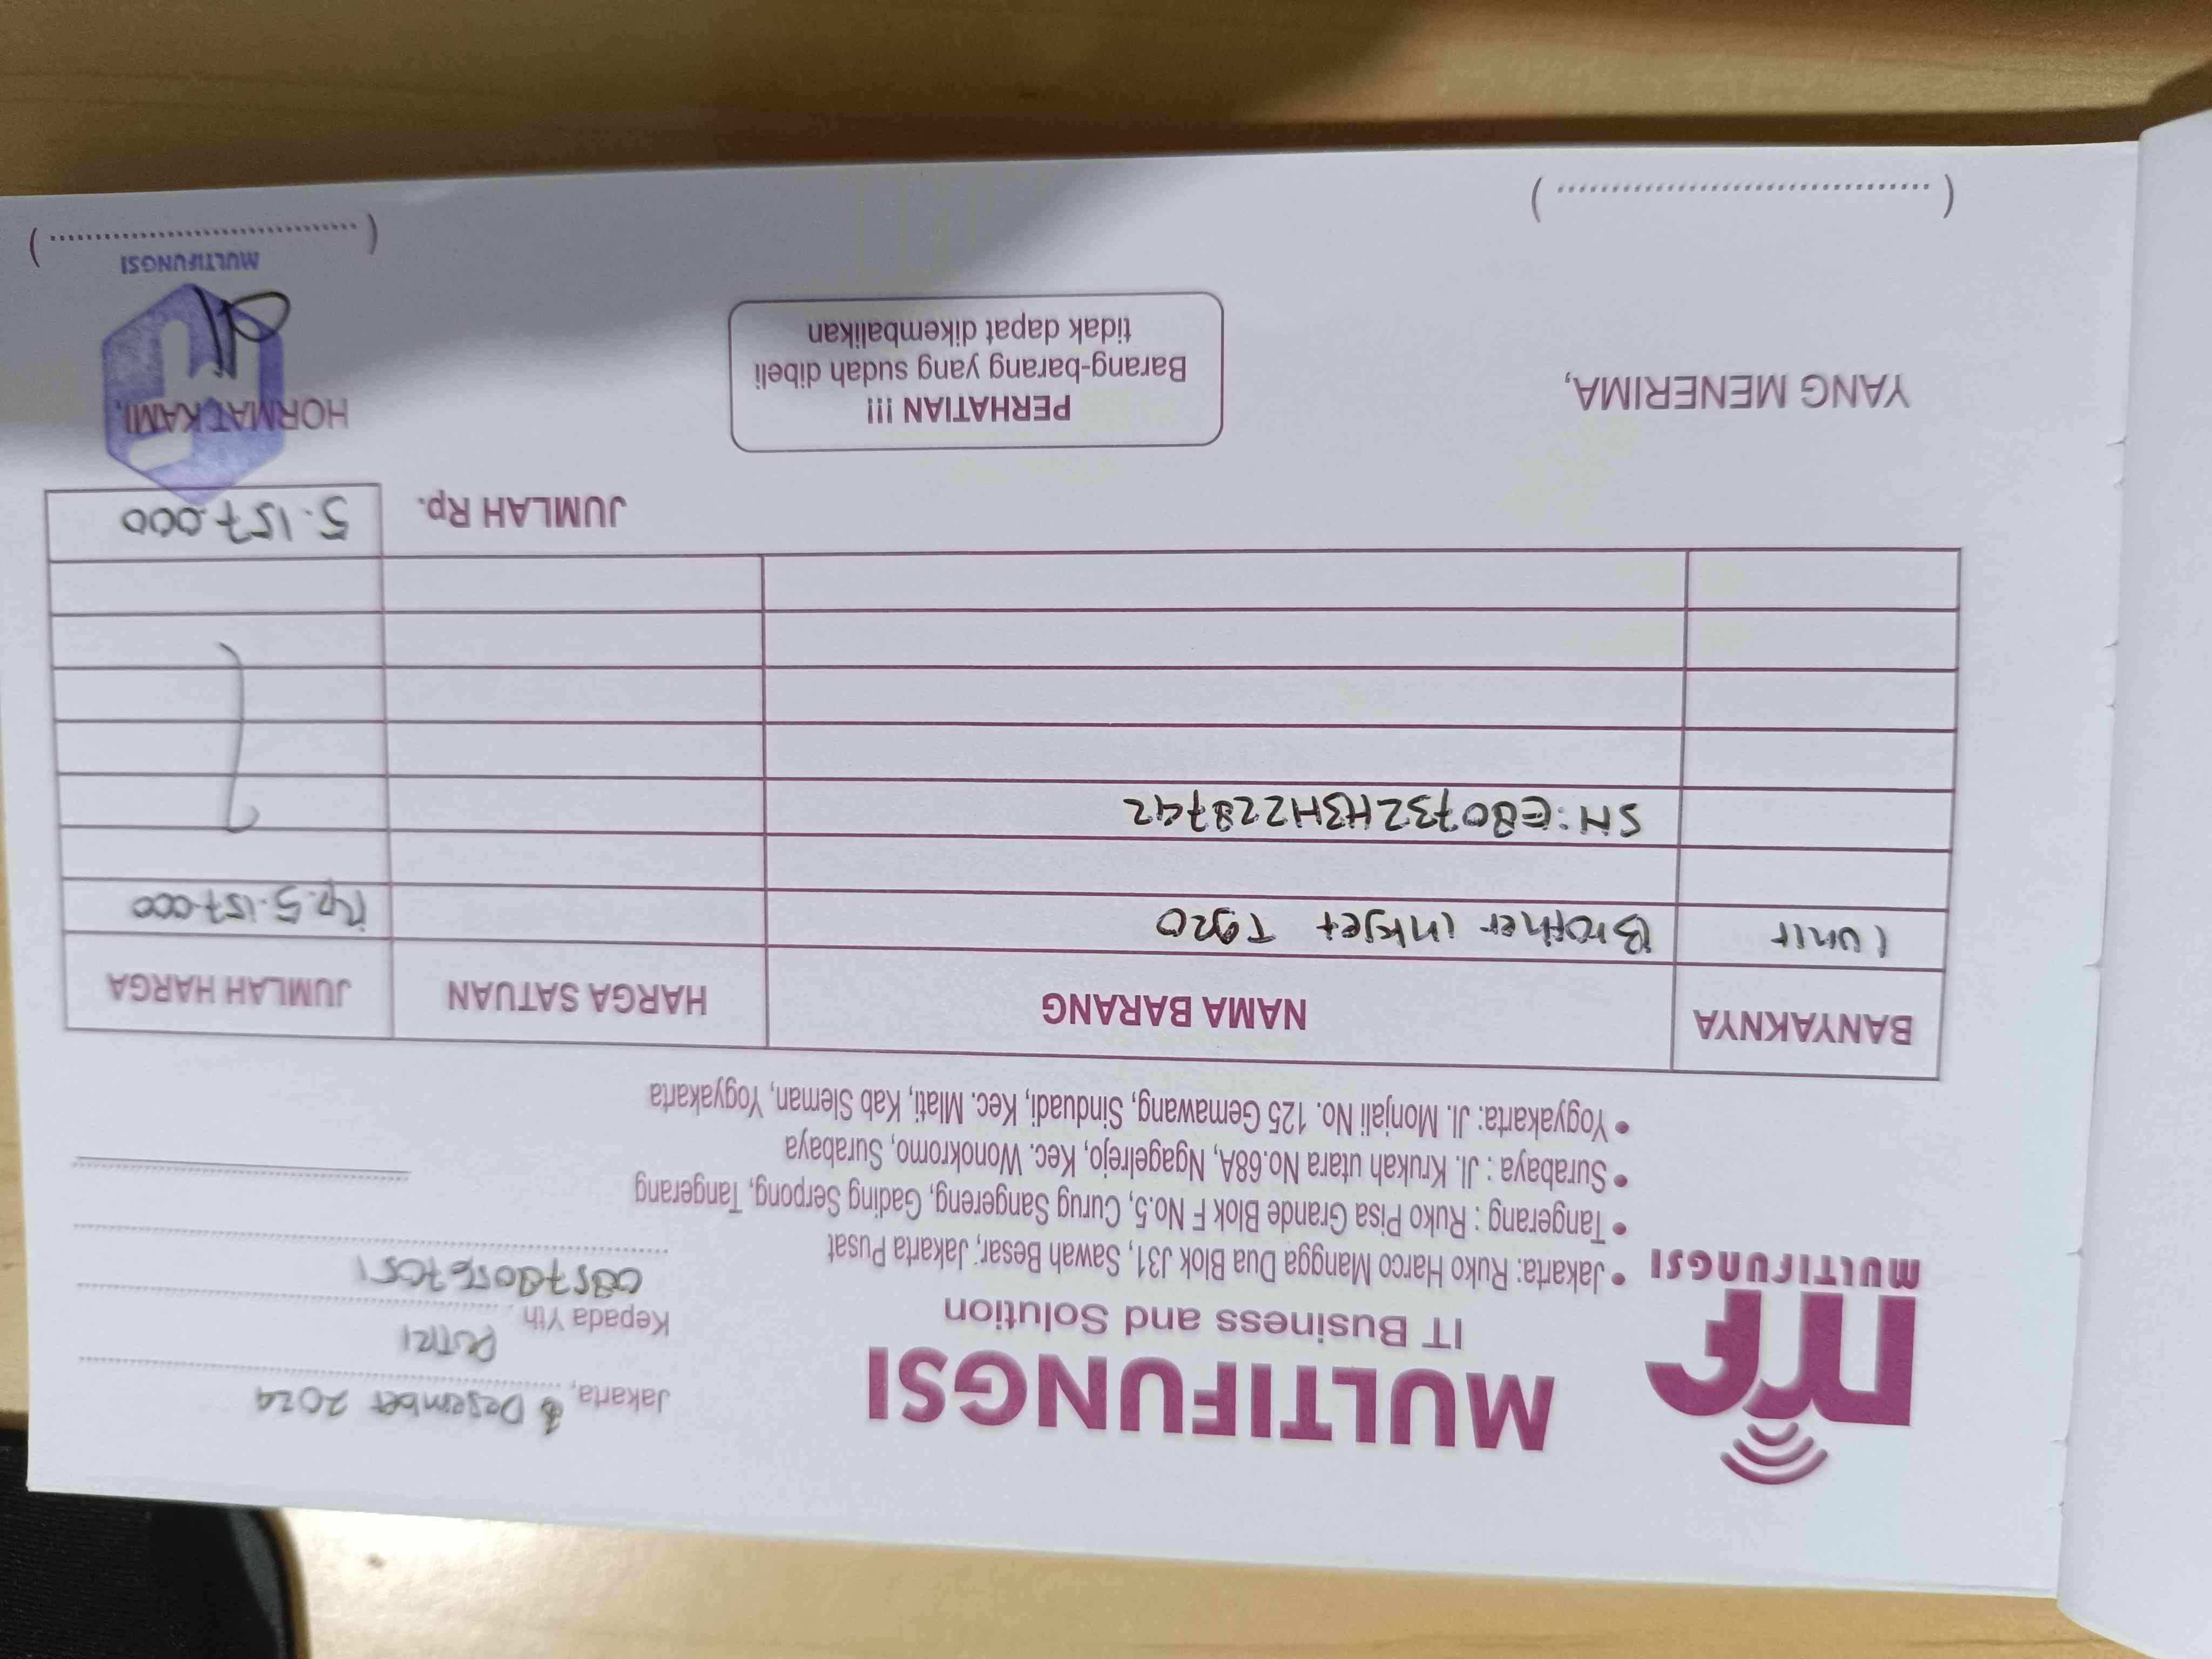 MULTIFUNGSI
MULTIFUNGSI
IT Business and Solution
• Jakarta: Ruko Harco Mangga Dua Blok J31, Sawah Besar, Jakarta Pusat
• Tangerang : Ruko Pisa Grande Blok F No.5, Curug Sangereng, Gading Serpong, Tangerang
• Surabaya : Jl. Krukah utara No.68A, Ngagelrejo, Kec. Wonokromo, Surabaya
• Yogyakarta: Jl. Monjali No. 125 Gemawang, Sinduadi, Kec. Mlati, Kab Sleman, Yogyakarta
Jakarta, Desember 2024
Kepada Yth. PUTRI
BANYAKNYA NAMA BARANG HARGA SATUAN JUMLAH HARGA
1 unit Brother inkjet T920 Rp. 5.157.000
SN: E80732H3H228742
JUMLAH Rp. 5.157.000
YANG MENERIMA,
PERHATIAN !!!
Barang-barang yang sudah dibeli
tidak dapat dikembalikan
HORMAT KAMI,
MULTIFUNGSI